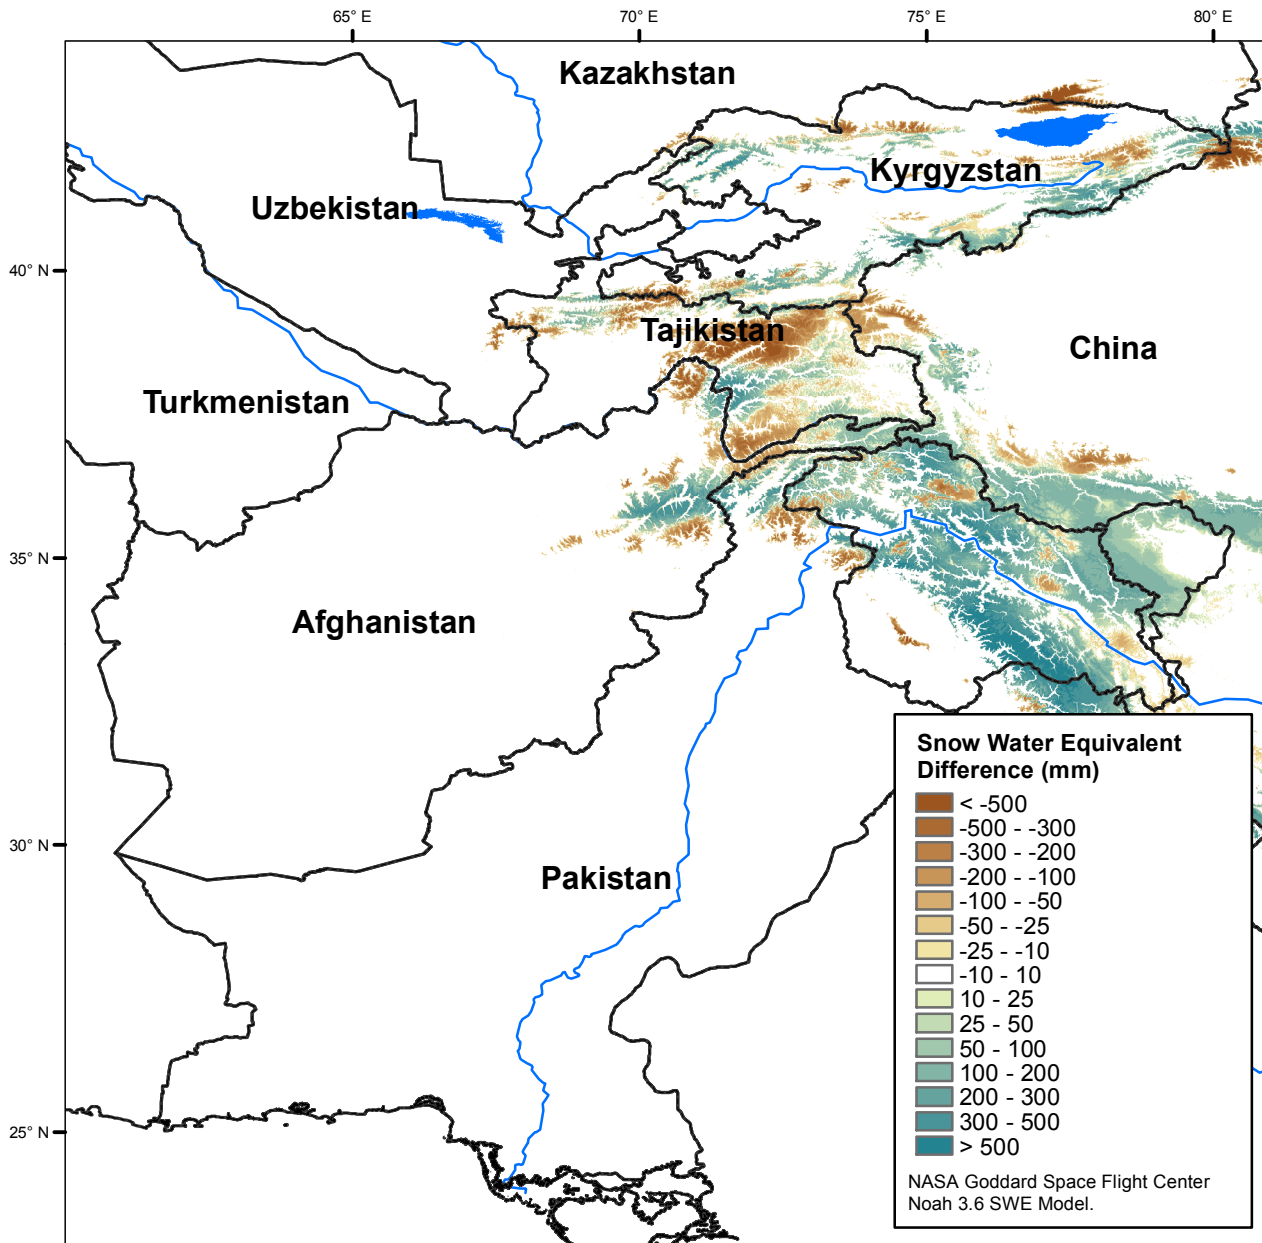 65° E
70° E
75° E
80° E
Kazakhstan
Kyrgyzstan
Uzbekistan
40° N
Tajikistan
China
Turkmenistan
35° N
Afghanistan
30° N
Pakistan
25° N
Snow Water Equivalent
Difference (mm)
< -500
-500 - -300
-300 - -200
-200 - -100
-100 - -50
-50 - -25
-25 - -10
-10 - 10
10 - 25
25 - 50
50 - 100
100 - 200
200 - 300
300 - 500
> 500
NASA Goddard Space Flight Center
Noah 3.6 SWE Model.